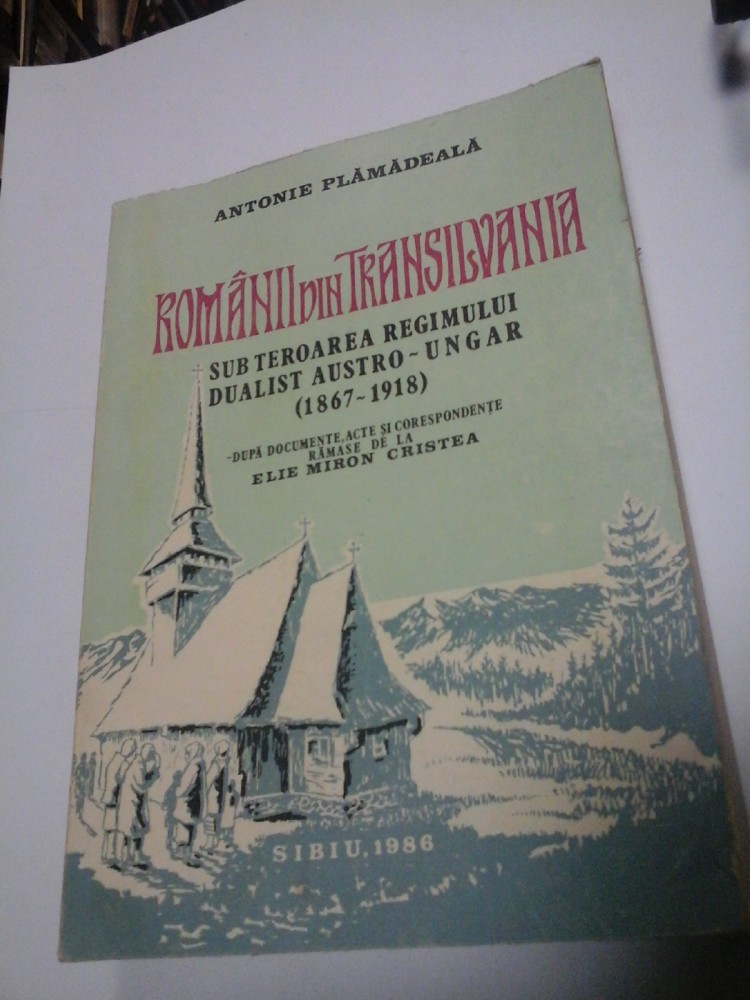 ANTONIE PLĂMĂDEALĂ
ROMÂNII DIN TRANSILVANIA
SUB TEROAREA REGIMULUI
DUALIST AUSTRO-UNGAR
(1867-1918)
-DUPĂ DOCUMENTE, ACTE ȘI CORESPONDENȚE
RĂMASE DE LA
ELIE MIRON CRISTEA
SIBIU, 1986